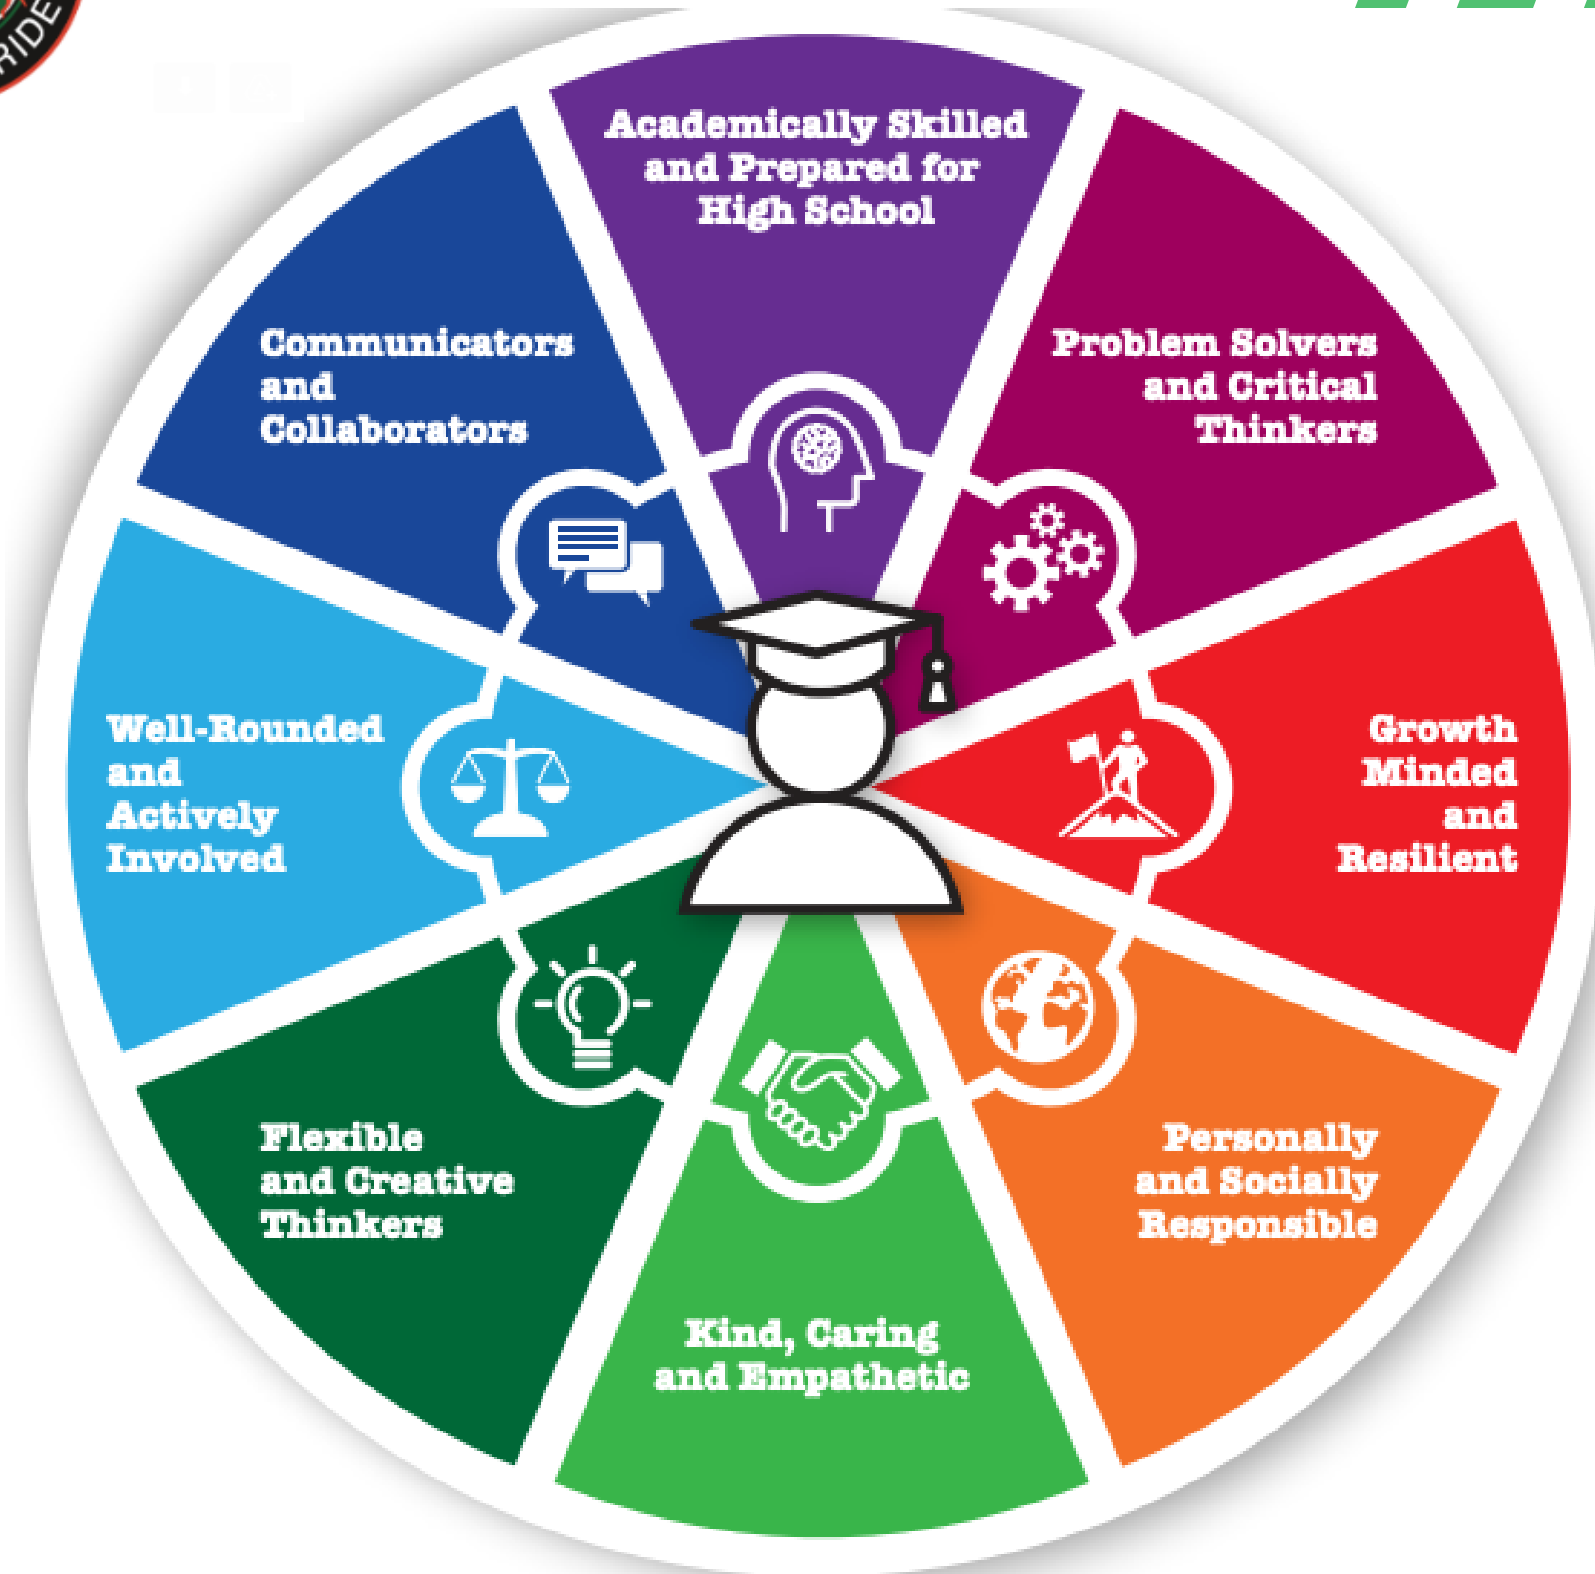 RIDE
Academically Skilled
and Prepared for
High School
Problem Solvers
and Critical
Thinkers
Growth
Minded
and
Resilient
Personally
and Socially
Responsible
Kind, Caring
and Empathetic
Flexible
and Creative
Thinkers
Well-Rounded
and
Actively
Involved
Communicators
and
Collaborators